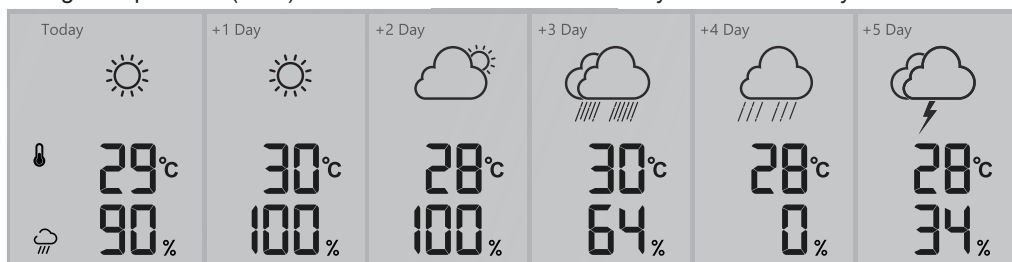 Today +1 Day +2 Day +3 Day +4 Day +5 Day
29°C 30°C 28°C 30°C 28°C 28°C
90% 100% 100% 64% 0% 34%